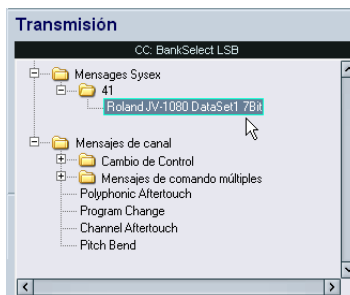 Transmisión
CC: BankSelect LSB
Mensages Sysex
41
Roland JV-1080 DataSet1 7Bit
Mensajes de canal
Cambio de Control
Mensajes de comando múltiples
Polyphonic Aftertouch
Program Change
Channel Aftertouch
Pitch Bend